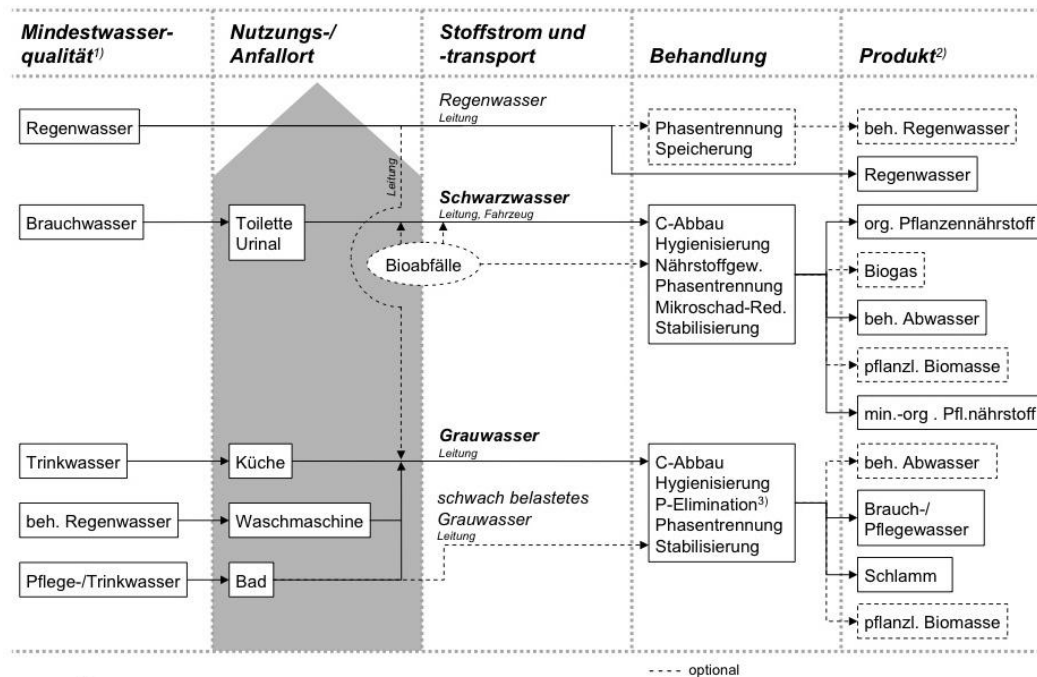 Mindestwasser-
qualität1)
Nutzungs-/
Anfallort
Stoffstrom und
-transport
Behandlung
Produkt2)
Regenwasser
Regenwasser
Leitung
Phasentrennung
Speicherung
beh. Regenwasser
Regenwasser
Leitung
Brauchwasser
Toilette
Urinal
Schwarzwasser
Leitung, Fahrzeug
Bioabfälle
C-Abbau
Hygienisierung
Nährstoffgew.
Phasentrennung
Mikroschad-Red.
Stabilisierung
org. Pflanzennährstoff
Biogas
beh. Abwasser
pflanzl. Biomasse
min.-org . Pfl.nährstoff
Trinkwasser
Küche
Grauwasser
Leitung
beh. Regenwasser
Waschmaschine
schwach belastetes
Grauwasser
Leitung
Pflege-/Trinkwasser
Bad
C-Abbau
Hygienisierung
P-Elimination3)
Phasentrennung
Stabilisierung
beh. Abwasser
Brauch-/
Pflegewasser
Schlamm
pflanzl. Biomasse
optional